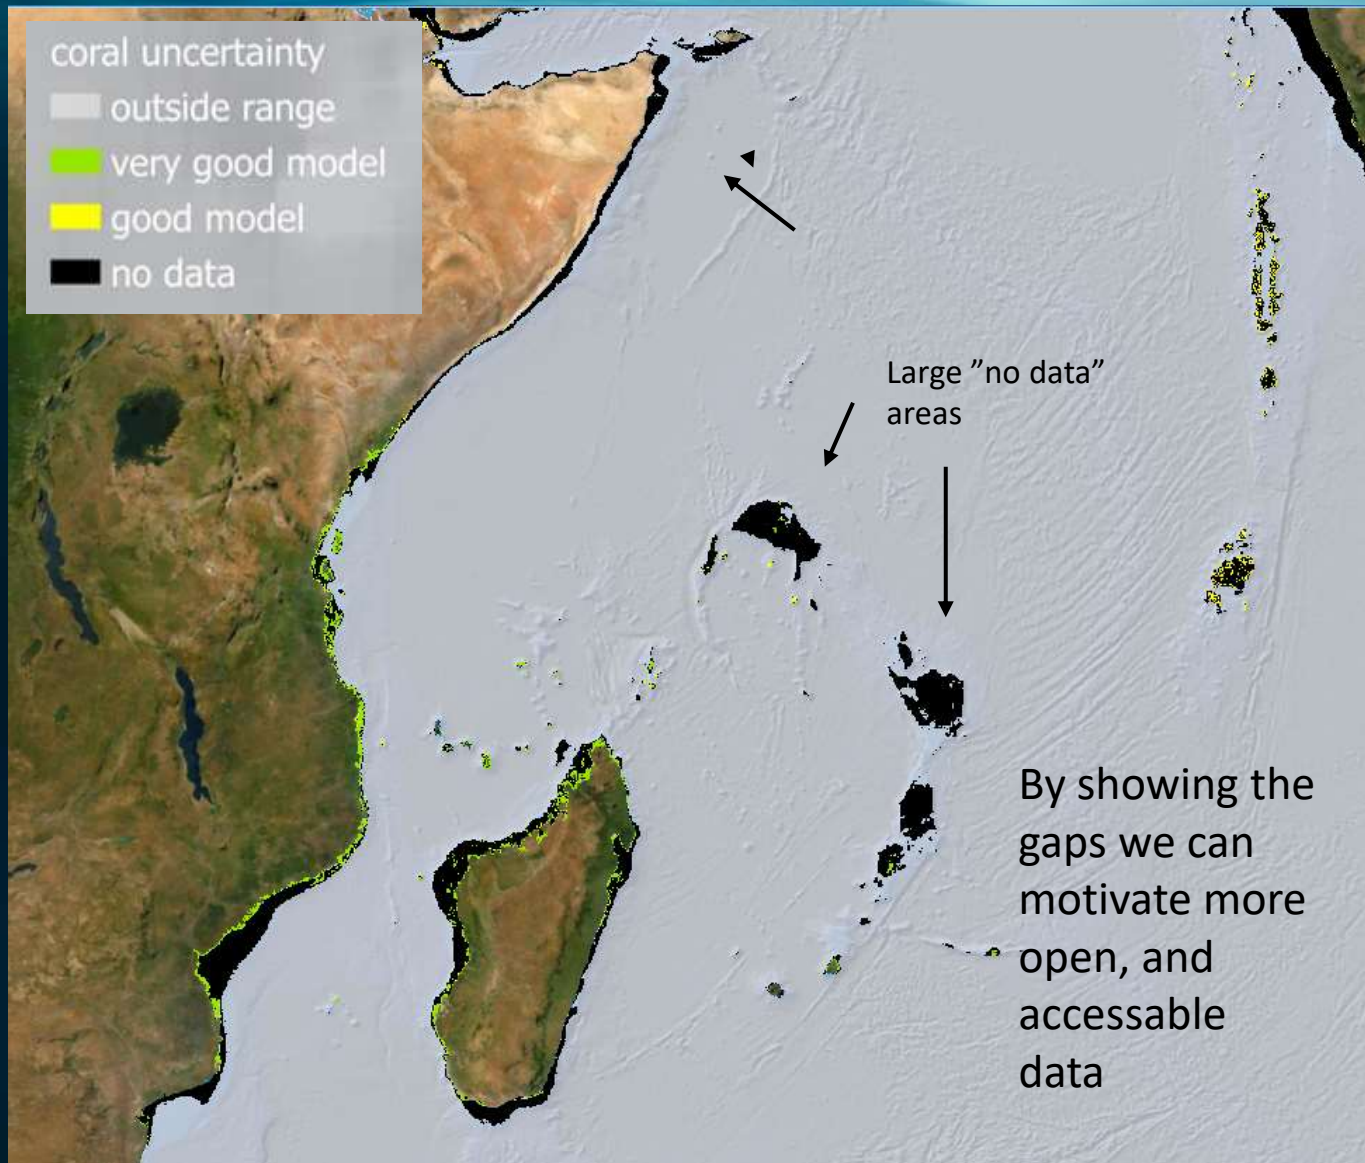 coral uncertainty
outside range
very good model
good model
no data
Large ”no data”
areas
By showing the
gaps we can
motivate more
open, and
accessable
data